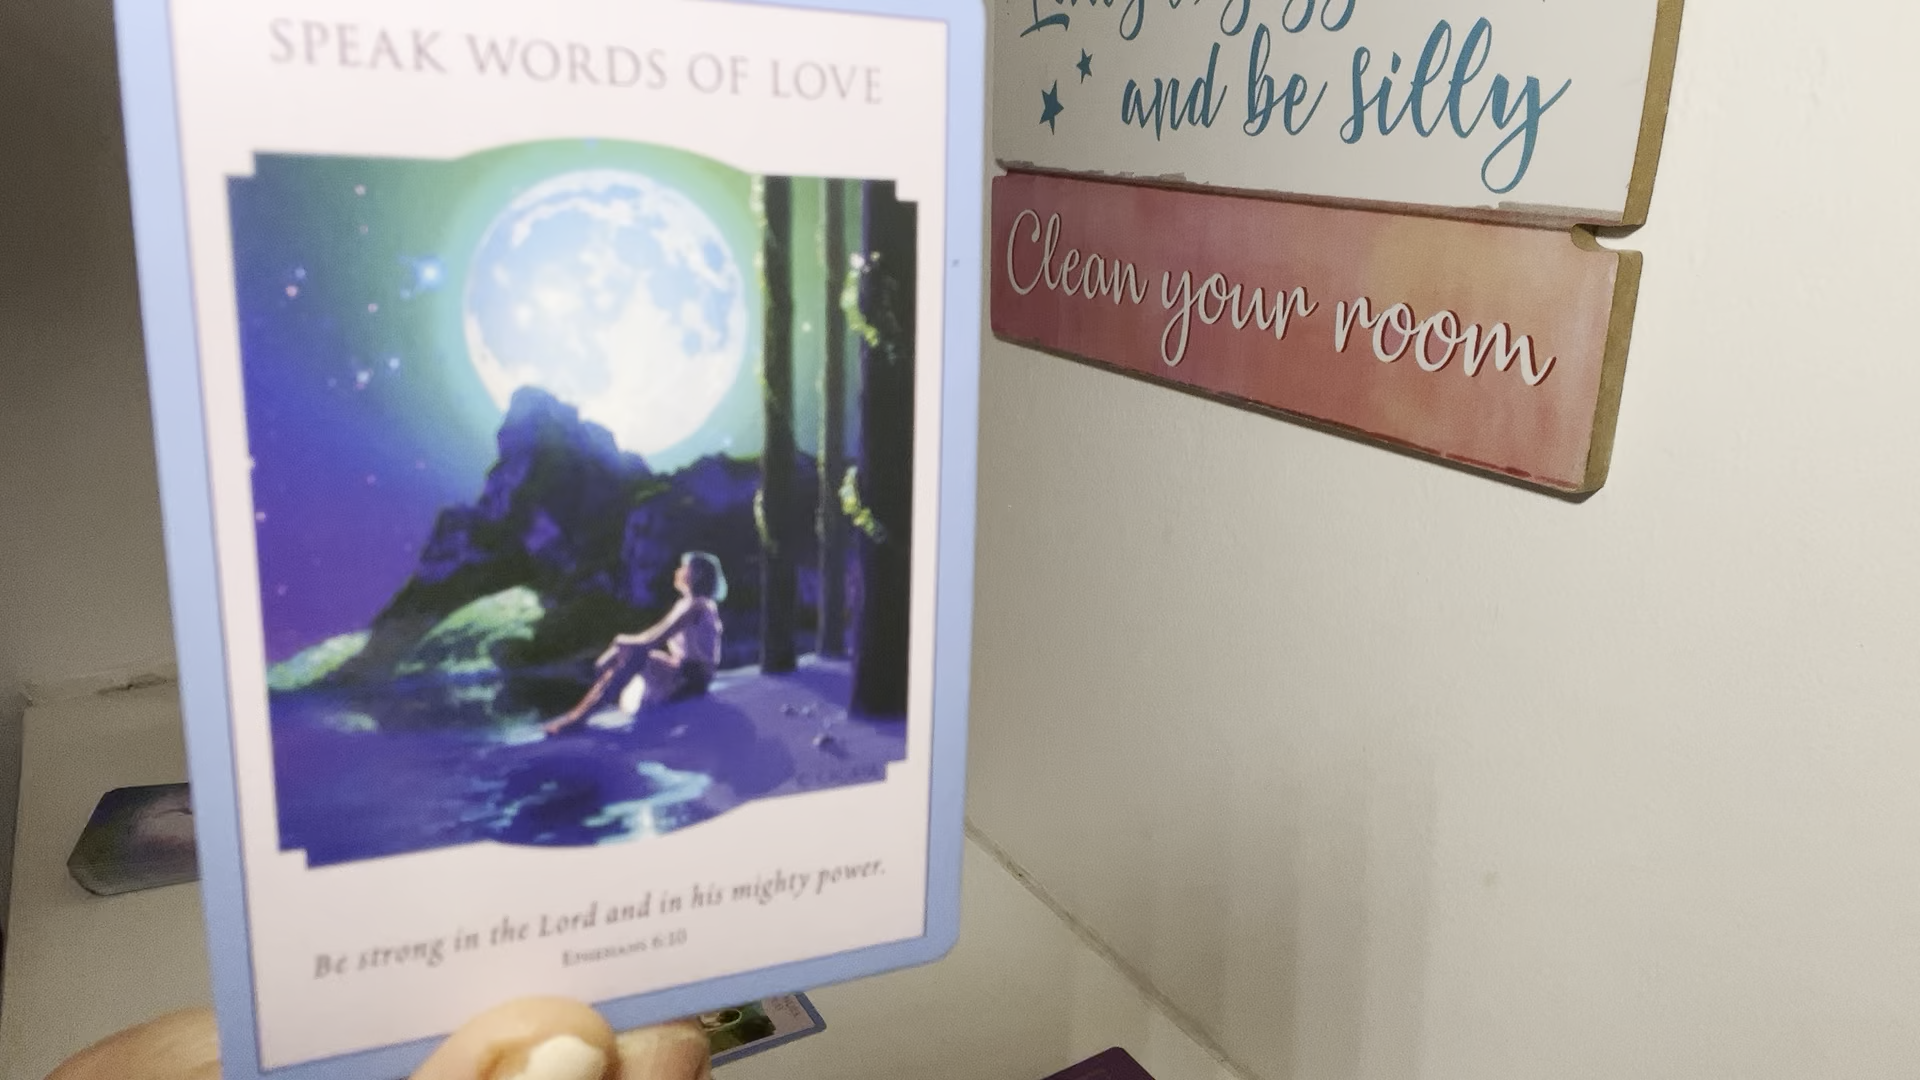 SPEAK WORDS OF LOVE
Be strong in the Lord and in his mighty power.
EPHESIANS 6:10
and be silly
Clean your room